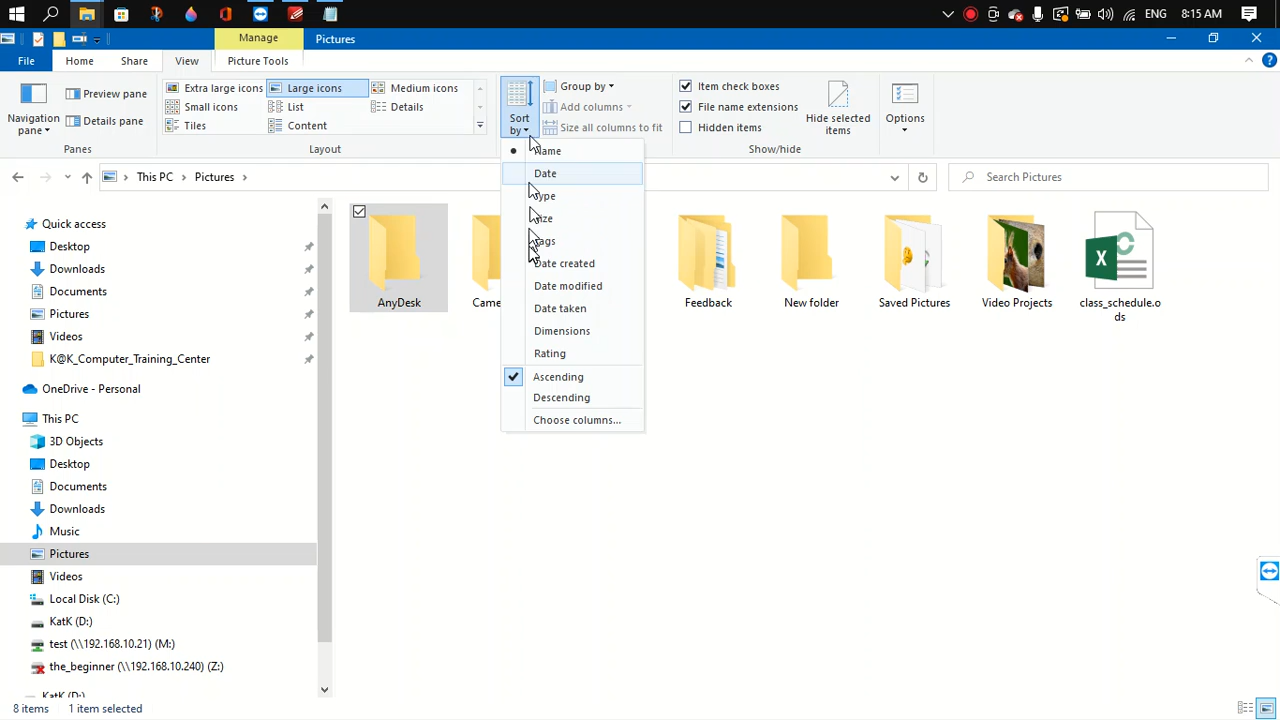 ENG 8:15 AM
Manage Pictures
File Home Share View Picture Tools
Navigation pane
Preview pane
Details pane
Panes
Extra large icons Large icons Medium icons
Small icons List Details
Tiles Content
Layout
Sort by
Group by
Add columns
Size all columns to fit
Item check boxes
File name extensions
Hidden items
Hide selected items
Show/hide
Options
This PC Pictures
Search Pictures
Name
Date
Type
Size
Tags
Date created
Date modified
Date taken
Dimensions
Rating
Ascending
Descending
Choose columns...
Quick access
Desktop
Downloads
Documents
Pictures
Videos
K@K_Computer_Training_Center
OneDrive - Personal
This PC
3D Objects
Desktop
Documents
Downloads
Music
Pictures
Videos
Local Disk (C:)
KatK (D:)
test (\\192.168.10.21) (M:)
the_beginner (\\192.168.10.240) (Z:)
KatK (D:)
AnyDesk
Came
Feedback
New folder
Saved Pictures
Video Projects
class_schedule.o
ds
8 items 1 item selected